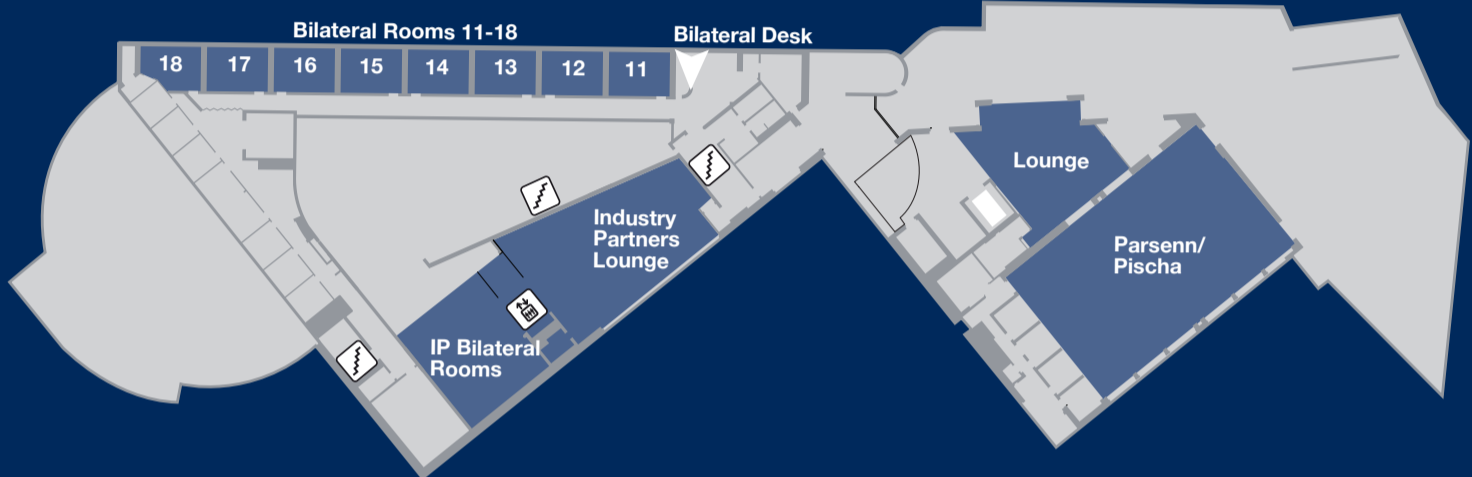 Bilateral Rooms 11-18
Bilateral Desk
18
17
16
15
14
13
12
11
Lounge
Industry
Partners
Lounge
Parsenn/
Pischa
IP Bilateral
Rooms